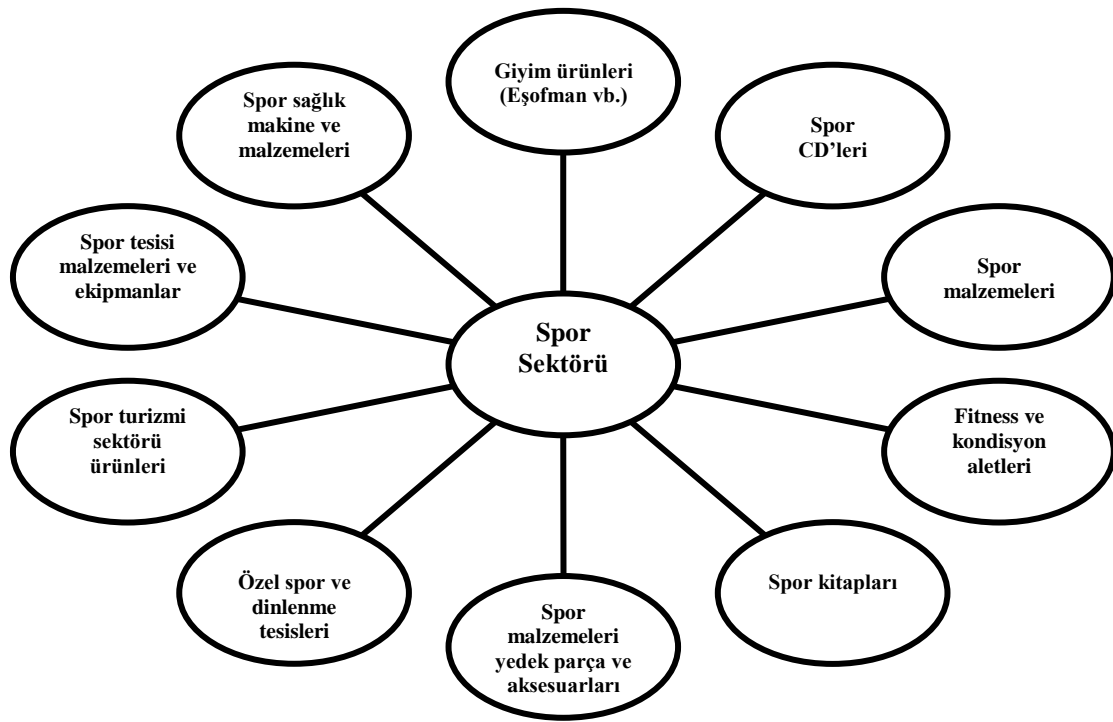 Giyim ürünleri
(Eşofman vb.)
Spor sağlık
makine ve
malzemeleri
Spor
CD’leri
Spor tesisi
malzemeleri ve
ekipmanlar
Spor
malzemeleri
Spor
Sektörü
Spor turizmi
sektörü
ürünleri
Fitness ve
kondisyon
aletleri
Özel spor ve
dinlenme
tesisleri
Spor
malzemeleri
yedek parça ve
aksesuarları
Spor kitapları